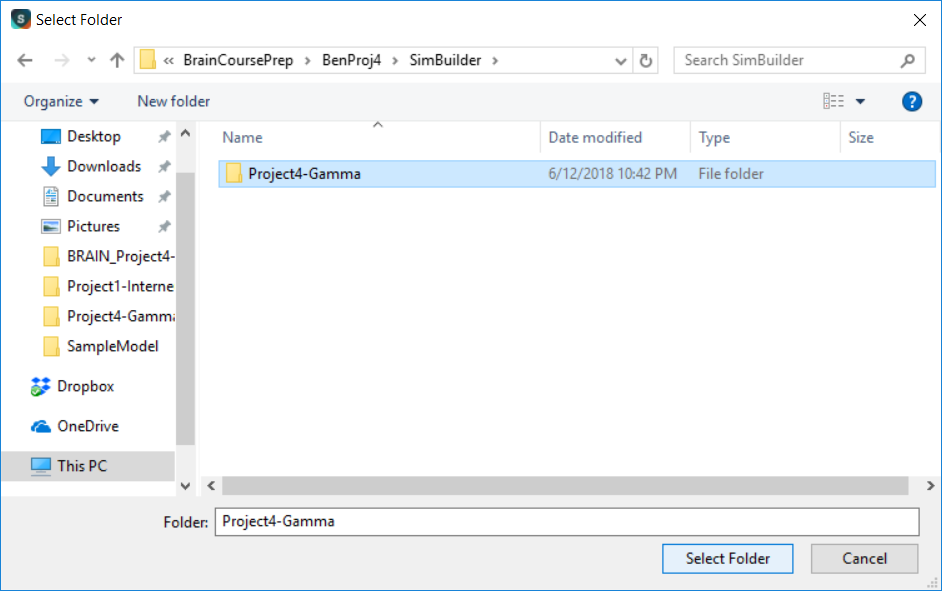 S Select Folder
« BrainCoursePrep > BenProj4 > SimBuilder >
Search SimBuilder
Organize New folder
?
Desktop
Downloads
Documents
Pictures
BRAIN_Project4-
Project1-Interne
Project4-Gamma
SampleModel
Dropbox
OneDrive
This PC
Name Date modified Type Size
Project4-Gamma 6/12/2018 10:42 PM File folder
Folder: Project4-Gamma
Select Folder Cancel